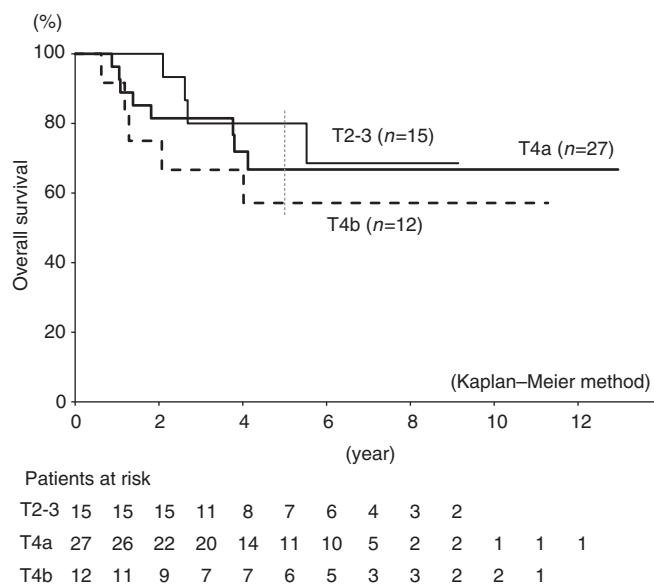 (%)
100
80
60
40
20
0
Overall survival
T2-3 (n=15)
T4a (n=27)
T4b (n=12)
(Kaplan–Meier method)
0 2 4 6 8 10 12
(year)
Patients at risk
T2-3 15 15 15 11 8 7 6 4 3 2
T4a 27 26 22 20 14 11 10 5 2 2 1 1 1
T4b 12 11 9 7 7 6 5 3 3 2 2 1